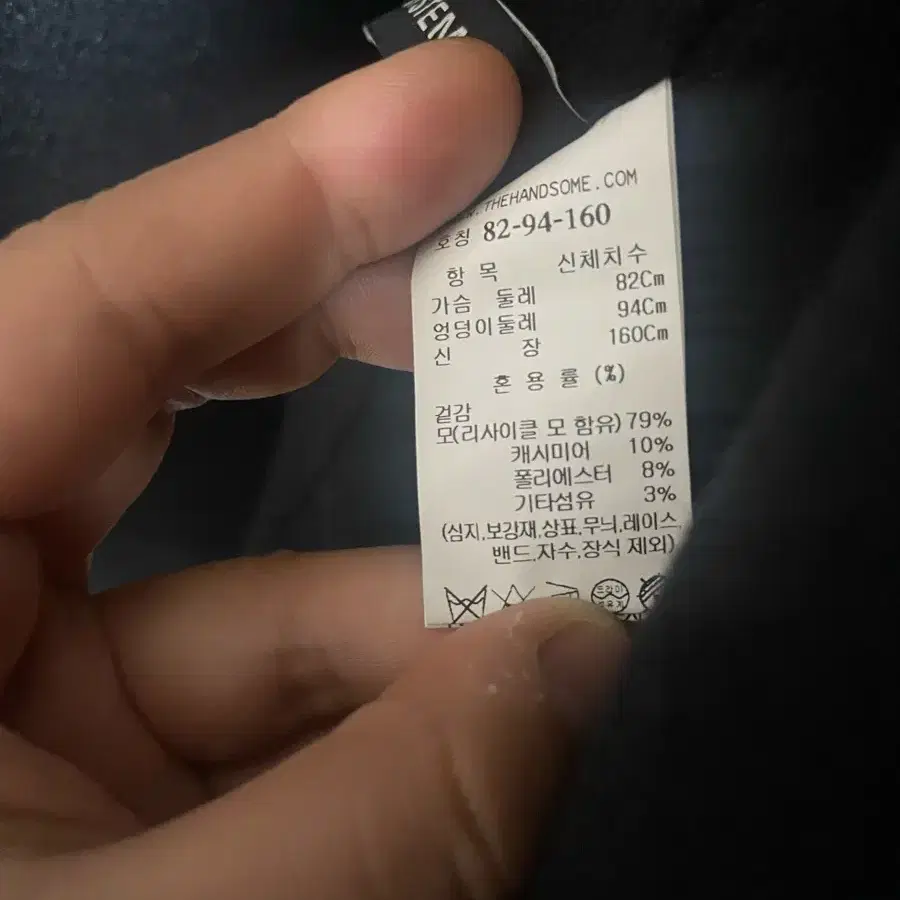 THEHANDSOME.COM
호칭 82-94-160
항 목 신체치수
가슴 둘레 82Cm
엉덩이둘레 94Cm
신 장 160Cm
혼 용 률 (%)
겉감
모(리사이클 모 함유) 79%
캐시미어 10%
폴리에스터 8%
기타섬유 3%
(심지,보강재,상표,무늬,레이스,
밴드,자수,장식 제외)
드라이